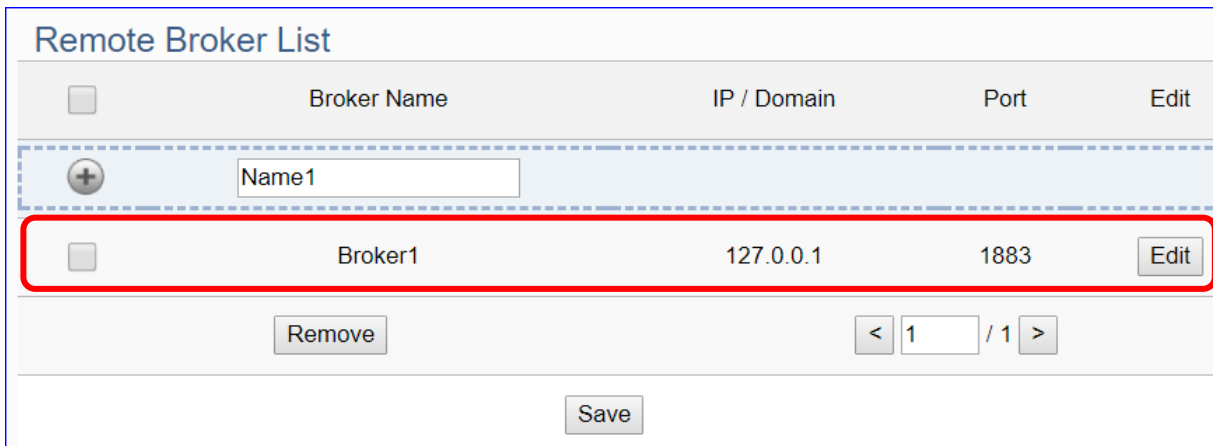 Remote Broker List
Broker Name IP / Domain Port Edit
Name1
Broker1 127.0.0.1 1883 Edit
Remove < 1 / 1 >
Save